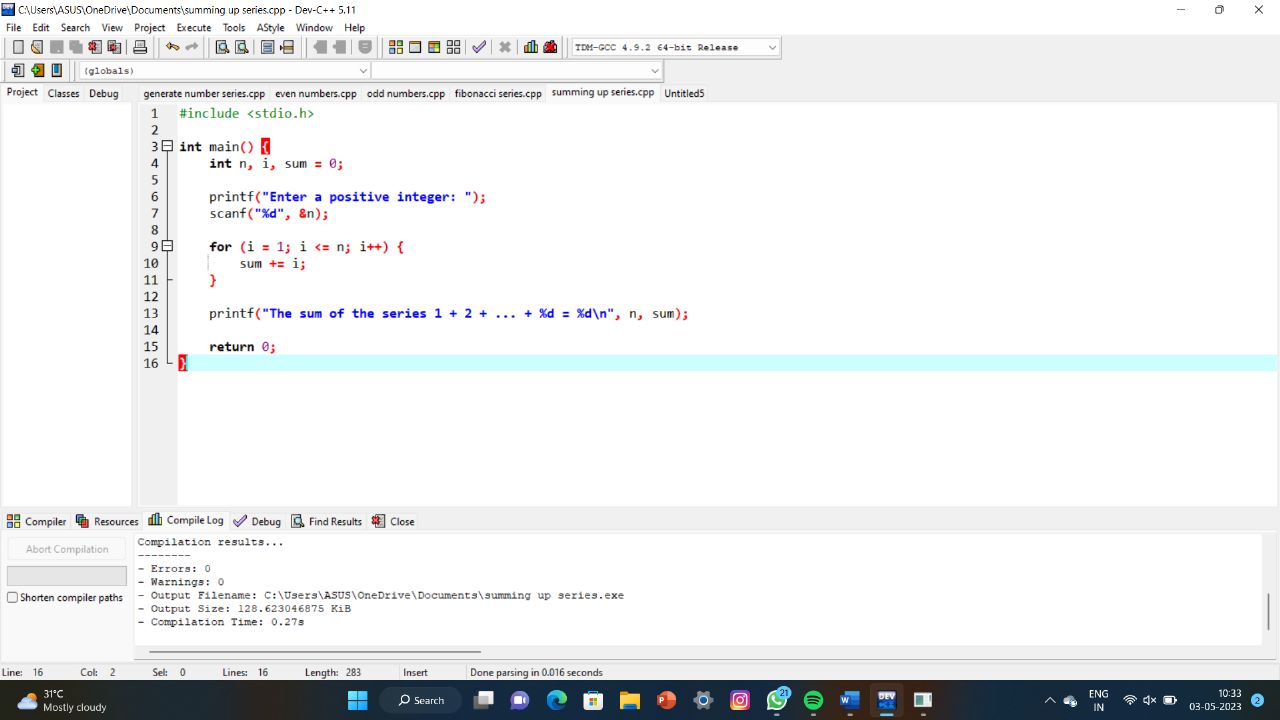 C:\Users\ASUS\OneDrive\Documents\summing up series.cpp - Dev-C++ 5.11
File Edit Search View Project Execute Tools AStyle Window Help
TDM-GCC 4.9.2 64-bit Release
(globals)
Project Classes Debug generate number series.cpp even numbers.cpp odd numbers.cpp fibonacci series.cpp summing up series.cpp Untitled5
1 #include <stdio.h>
2
3 int main() {
4 int n, i, sum = 0;
5
6 printf("Enter a positive integer: ");
7 scanf("%d", &n);
8
9 for (i = 1; i <= n; i++) {
10 sum += i;
11 }
12
13 printf("The sum of the series 1 + 2 + ... + %d = %d\n", n, sum);
14
15 return 0;
16 }
Compiler Resources Compile Log Debug Find Results Close
Abort Compilation
Shorten compiler paths
Compilation results...
--------
- Errors: 0
- Warnings: 0
- Output Filename: C:\Users\ASUS\OneDrive\Documents\summing up series.exe
- Output Size: 128.623046875 KiB
- Compilation Time: 0.27s
Line: 16 Col: 2 Sel: 0 Lines: 16 Length: 283 Insert Done parsing in 0.016 seconds
31°C
Mostly cloudy
Search
21
W
DEV
ENG
IN
10:33
03-05-2023
2